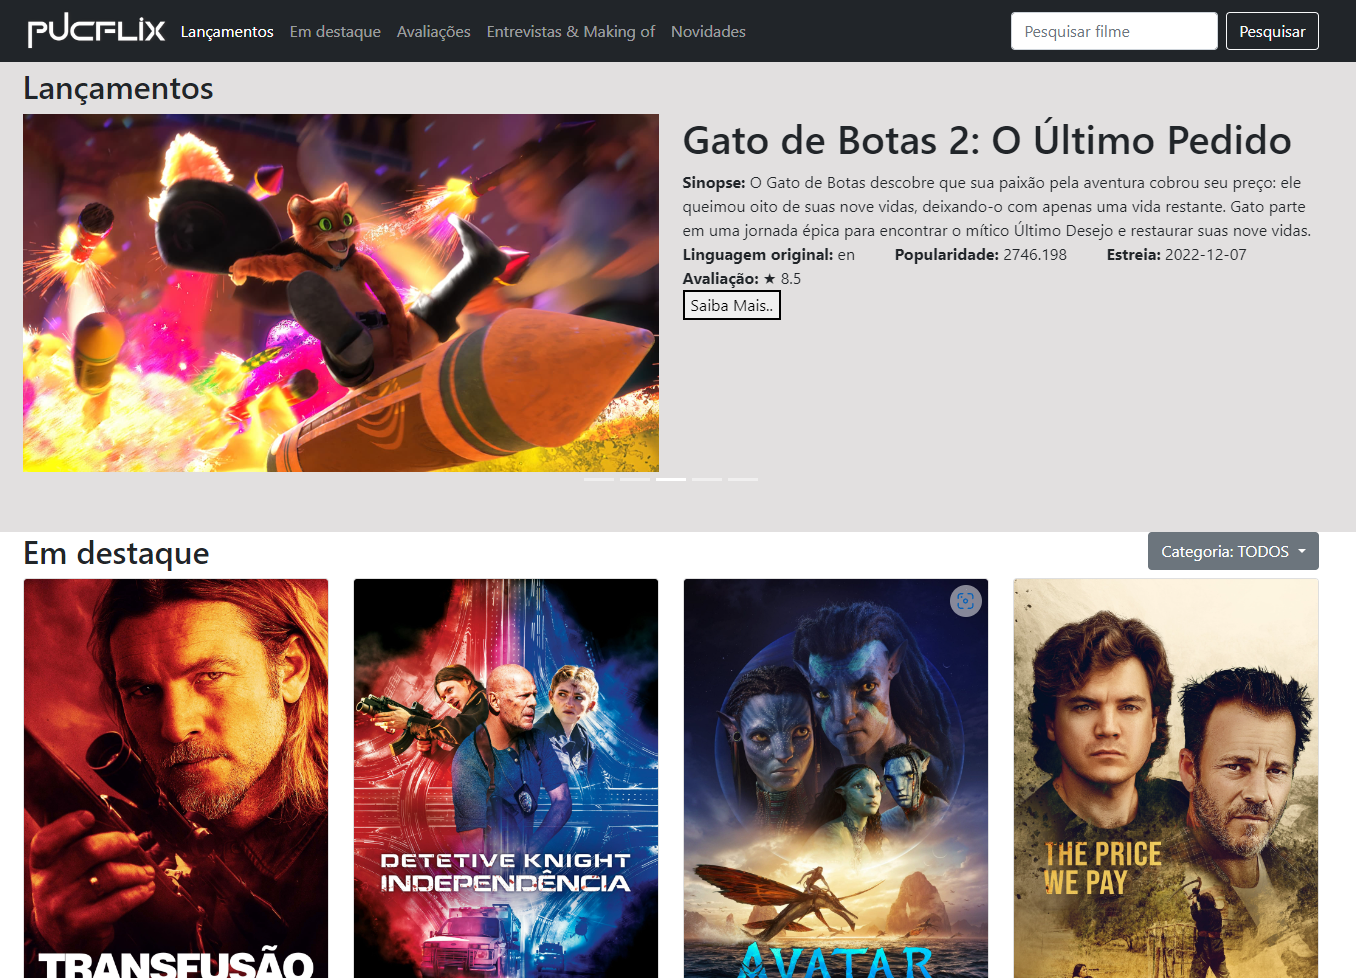 PUCFLIX Lançamentos Em destaque Avaliações Entrevistas & Making of Novidades Pesquisar filme Pesquisar
Lançamentos
Gato de Botas 2: O Último Pedido
Sinopse: O Gato de Botas descobre que sua paixão pela aventura cobrou seu preço: ele
queimou oito de suas nove vidas, deixando-o com apenas uma vida restante. Gato parte
em uma jornada épica para encontrar o mítico Último Desejo e restaurar suas nove vidas.
Linguagem original: en Popularidade: 2746.198 Estreia: 2022-12-07
Avaliação: ★ 8.5
Saiba Mais..
Em destaque
Categoria: TODOS
TRANSFUSÃO
DETETIVE KNIGHT
INDEPENDÊNCIA
AVATAR
THE PRICE
WE PAY